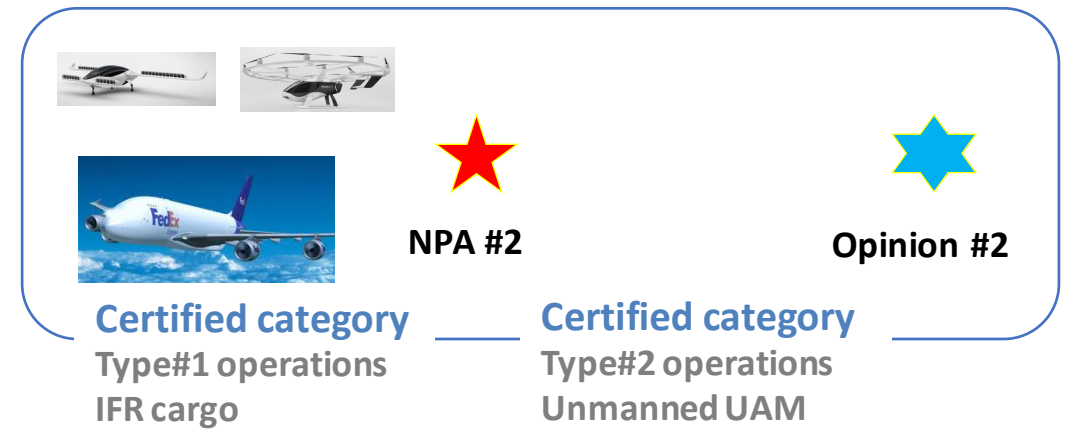 FedEx
NPA #2
Opinion #2
Certified category
Type#1 operations
IFR cargo
Certified category
Type#2 operations
Unmanned UAM